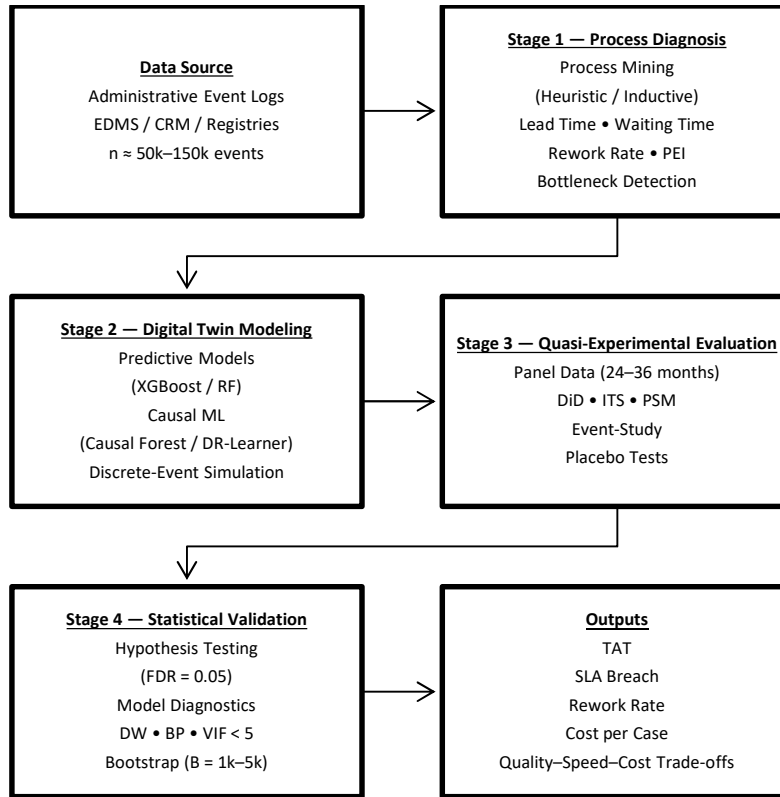 Data Source
Administrative Event Logs
EDMS / CRM / Registries
n ≈ 50k–150k events
Stage 1 — Process Diagnosis
Process Mining
(Heuristic / Inductive)
Lead Time • Waiting Time
Rework Rate • PEI
Bottleneck Detection
Stage 2 — Digital Twin Modeling
Predictive Models
(XGBoost / RF)
Causal ML
(Causal Forest / DR-Learner)
Discrete-Event Simulation
Stage 3 — Quasi-Experimental Evaluation
Panel Data (24–36 months)
DiD • ITS • PSM
Event-Study
Placebo Tests
Stage 4 — Statistical Validation
Hypothesis Testing
(FDR = 0.05)
Model Diagnostics
DW • BP • VIF < 5
Bootstrap (B = 1k–5k)
Outputs
TAT
SLA Breach
Rework Rate
Cost per Case
Quality–Speed–Cost Trade-offs